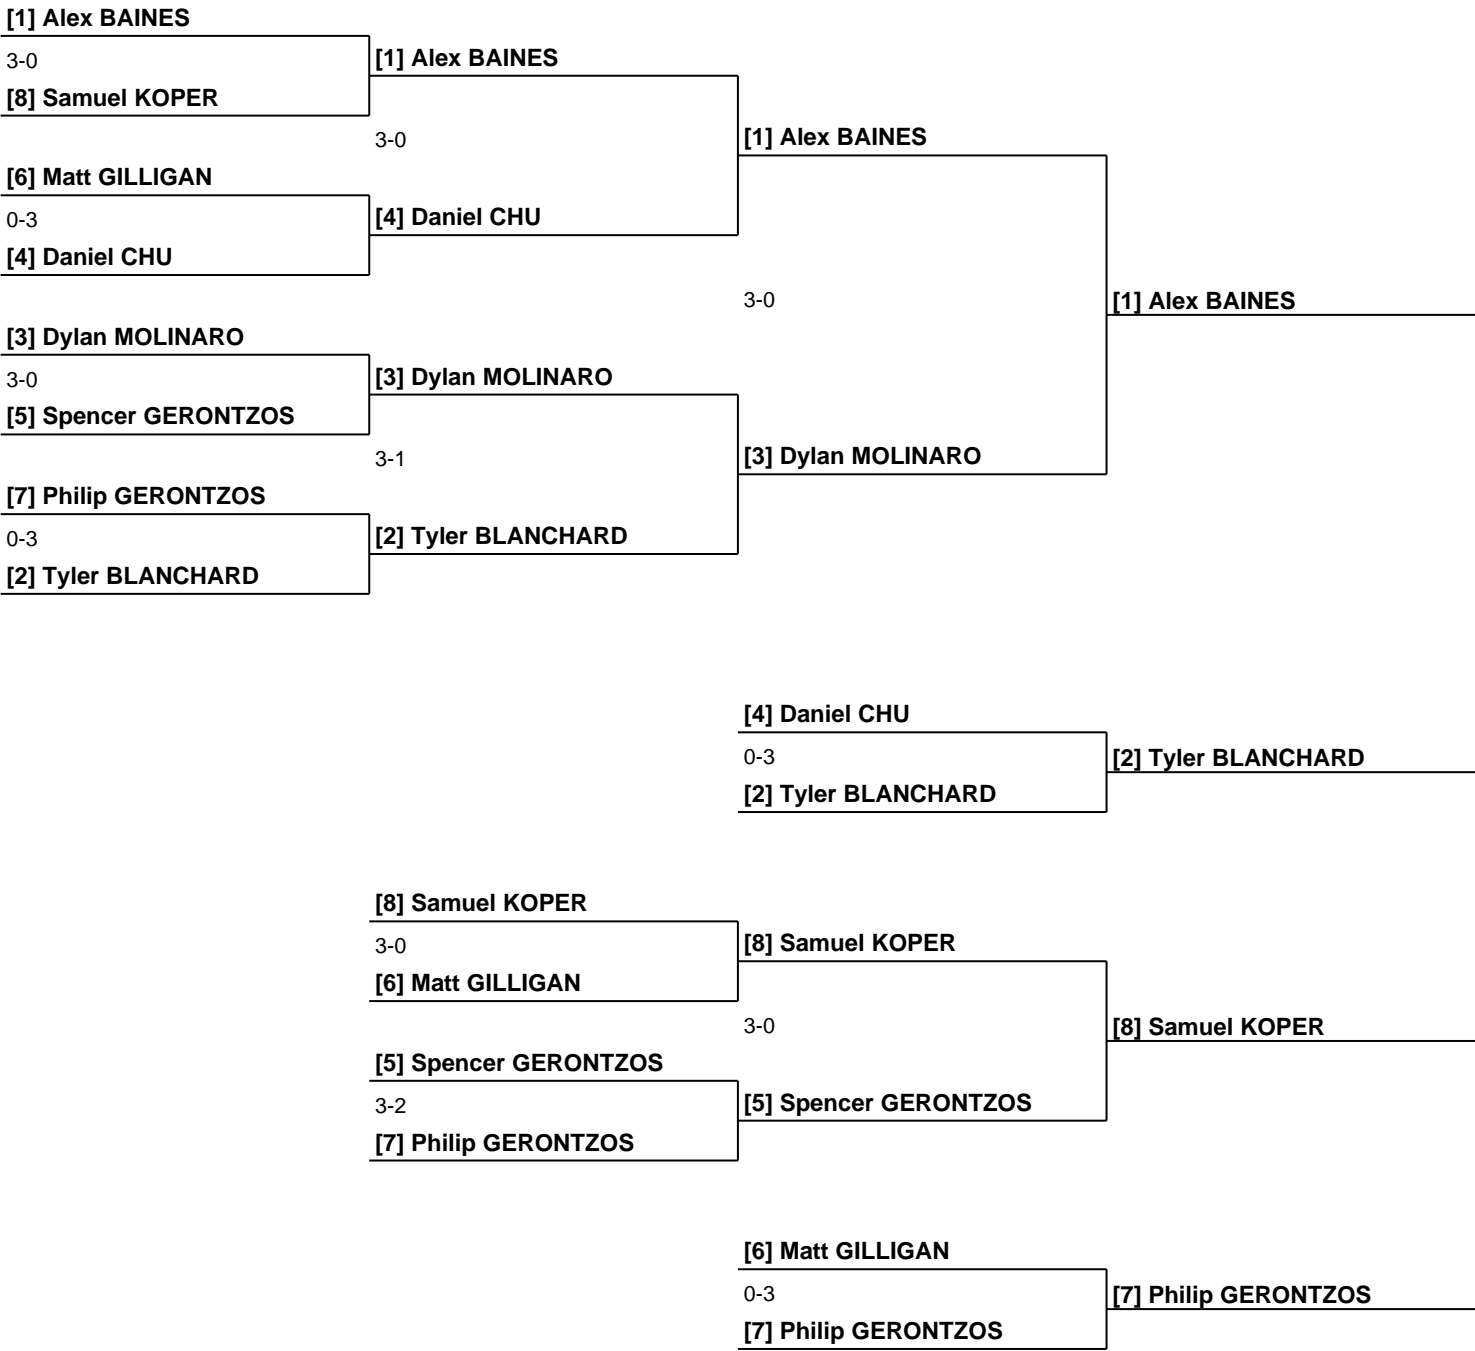 [1] Alex BAINES
3-0
[1] Alex BAINES
[8] Samuel KOPER
3-0
[1] Alex BAINES
[6] Matt GILLIGAN
0-3
[4] Daniel CHU
[4] Daniel CHU
3-0
[1] Alex BAINES
[3] Dylan MOLINARO
3-0
[3] Dylan MOLINARO
[5] Spencer GERONTZOS
3-1
[3] Dylan MOLINARO
[7] Philip GERONTZOS
0-3
[2] Tyler BLANCHARD
[2] Tyler BLANCHARD
[4] Daniel CHU
0-3
[2] Tyler BLANCHARD
[2] Tyler BLANCHARD
[8] Samuel KOPER
3-0
[8] Samuel KOPER
[6] Matt GILLIGAN
3-0
[8] Samuel KOPER
[5] Spencer GERONTZOS
3-2
[5] Spencer GERONTZOS
[7] Philip GERONTZOS
[6] Matt GILLIGAN
0-3
[7] Philip GERONTZOS
[7] Philip GERONTZOS